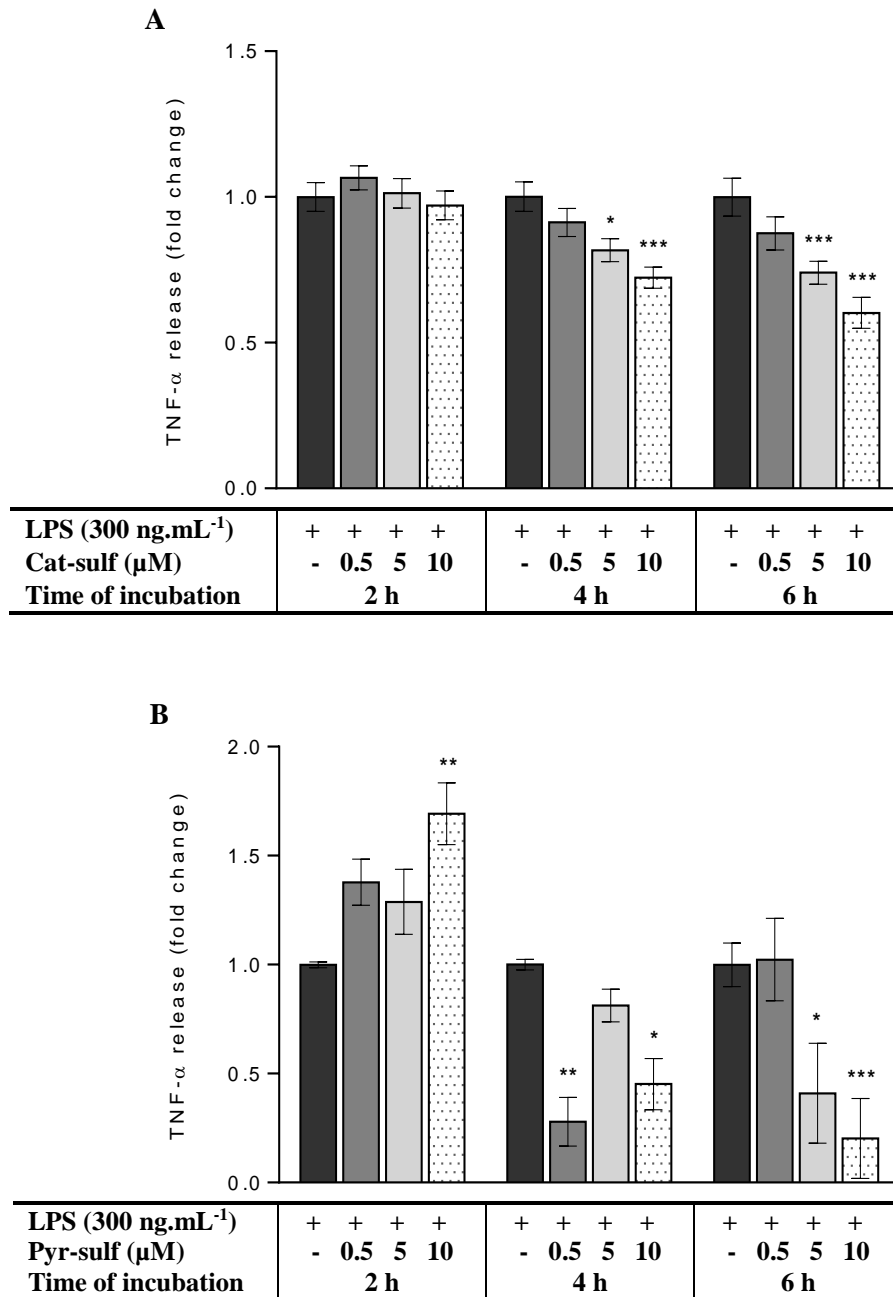 A
TNF-α release (fold change)
1.5
1.0
0.5
0.0
*
***
***
***
LPS (300 ng.mL⁻¹) + + + + + + + + + + + +
Cat-sulf (µM) - 0.5 5 10 - 0.5 5 10 - 0.5 5 10
Time of incubation 2 h 4 h 6 h
B
TNF-α release (fold change)
2.0
1.5
1.0
0.5
0.0
**
**
*
*
***
LPS (300 ng.mL⁻¹) + + + + + + + + + + + +
Pyr-sulf (µM) - 0.5 5 10 - 0.5 5 10 - 0.5 5 10
Time of incubation 2 h 4 h 6 h